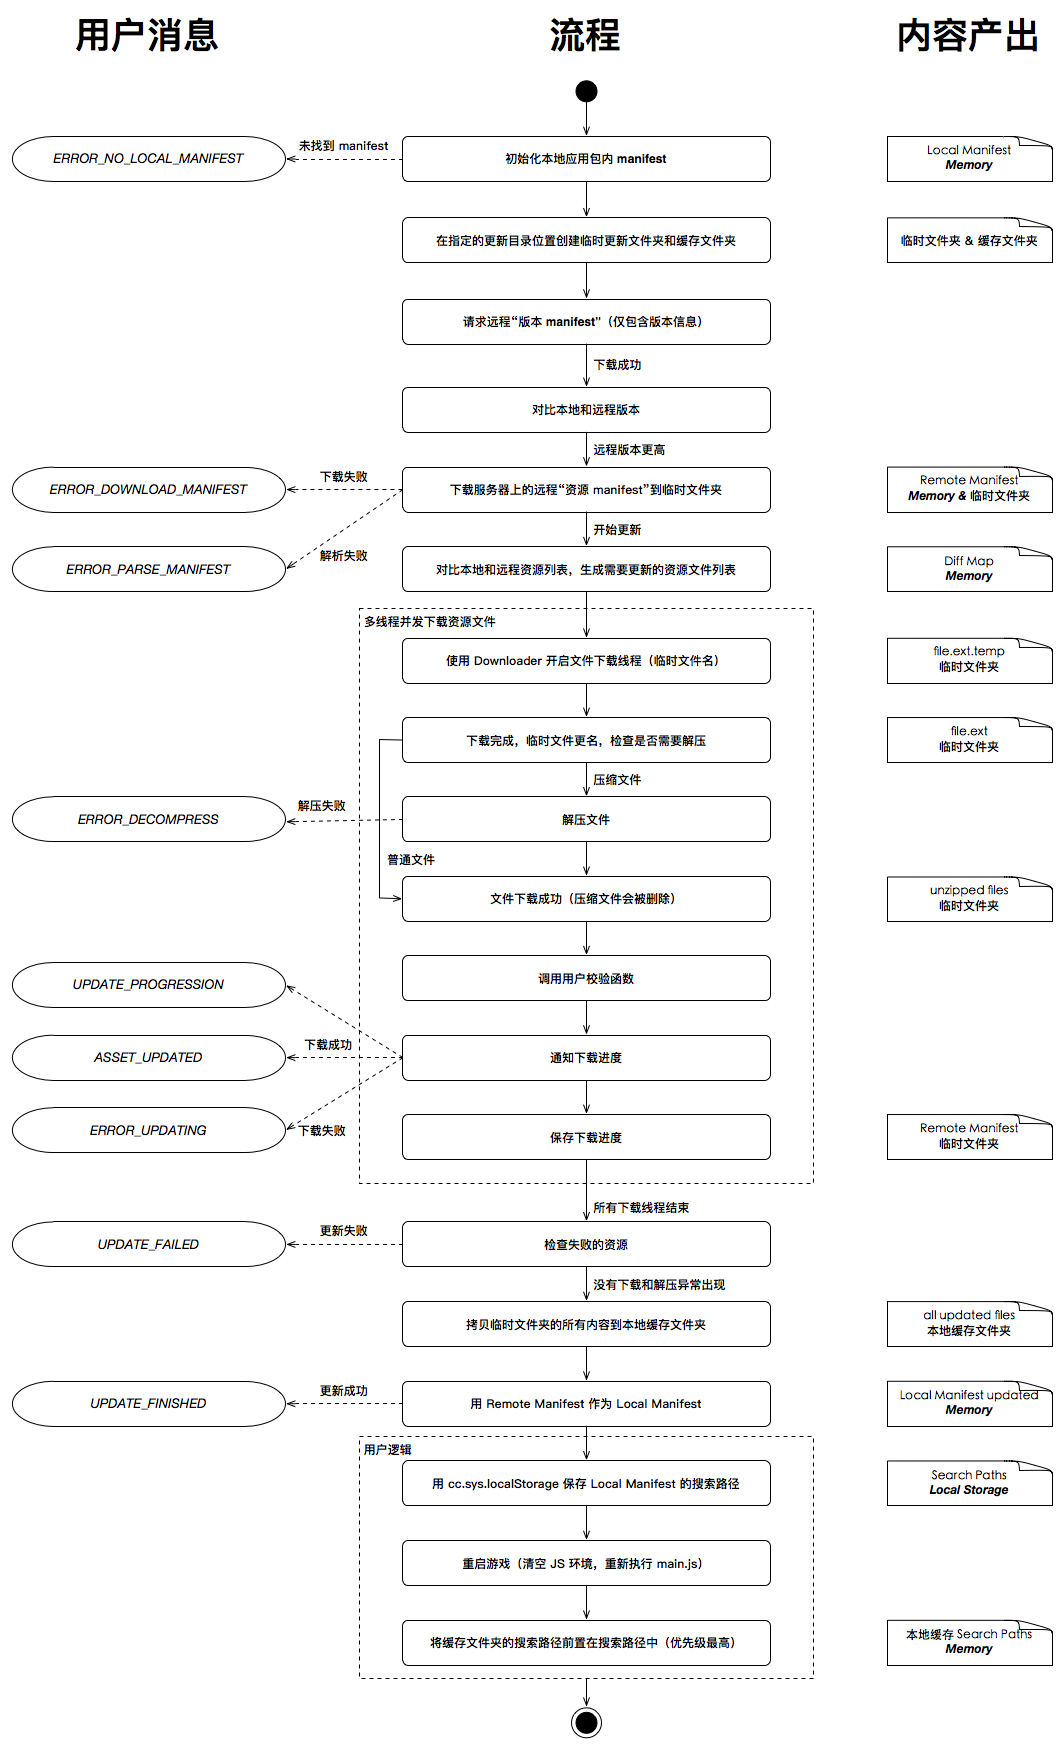 用户消息
流程
内容产出
未找到 manifest
ERROR_NO_LOCAL_MANIFEST
初始化本地应用包内 manifest
Local Manifest
Memory
在指定的更新目录位置创建临时更新文件夹和缓存文件夹
临时文件夹 & 缓存文件夹
请求远程“版本 manifest”（仅包含版本信息）
下载成功
对比本地和远程版本
远程版本更高
下载失败
ERROR_DOWNLOAD_MANIFEST
下载服务器上的远程“资源 manifest”到临时文件夹
Remote Manifest
Memory & 临时文件夹
开始更新
解析失败
ERROR_PARSE_MANIFEST
对比本地和远程资源列表，生成需要更新的资源文件列表
Diff Map
Memory
多线程并发下载资源文件
使用 Downloader 开启文件下载线程（临时文件名）
file.ext.temp
临时文件夹
下载完成，临时文件更名，检查是否需要解压
file.ext
临时文件夹
压缩文件
解压失败
ERROR_DECOMPRESS
解压文件
普通文件
文件下载成功（压缩文件会被删除）
unzipped files
临时文件夹
调用用户校验函数
UPDATE_PROGRESSION
下载成功
ASSET_UPDATED
通知下载进度
下载失败
ERROR_UPDATING
保存下载进度
Remote Manifest
临时文件夹
所有下载线程结束
更新失败
UPDATE_FAILED
检查失败的资源
没有下载和解压异常出现
拷贝临时文件夹的所有内容到本地缓存文件夹
all updated files
本地缓存文件夹
更新成功
UPDATE_FINISHED
用 Remote Manifest 作为 Local Manifest
Local Manifest updated
Memory
用户逻辑
用 cc.sys.localStorage 保存 Local Manifest 的搜索路径
Search Paths
Local Storage
重启游戏（清空 JS 环境，重新执行 main.js）
将缓存文件夹的搜索路径前置在搜索路径中（优先级最高）
本地缓存 Search Paths
Memory